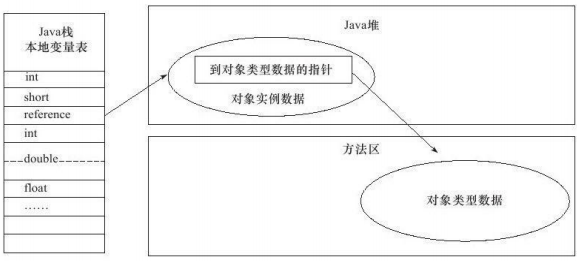 Java栈
本地变量表
int
short
reference
int
double
float
……
Java堆
到对象类型数据的指针
对象实例数据
方法区
对象类型数据